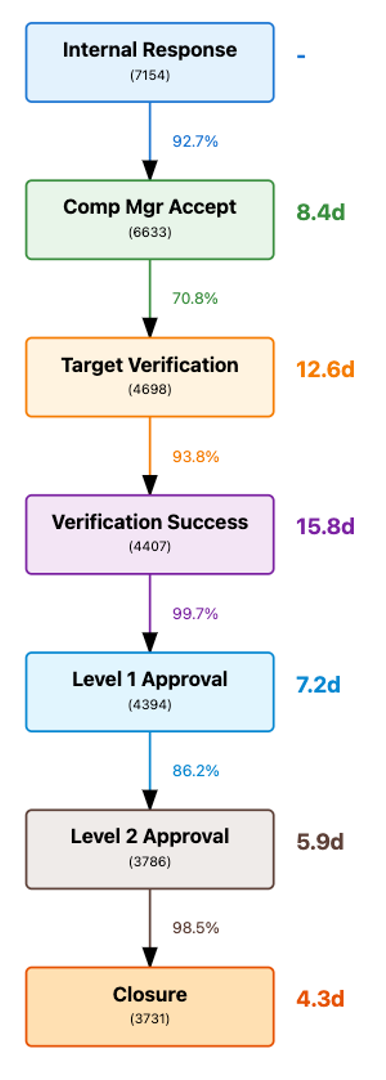 Internal Response
(7154)
-
92.7%
Comp Mgr Accept
(6633)
8.4d
70.8%
Target Verification
(4698)
12.6d
93.8%
Verification Success
(4407)
15.8d
99.7%
Level 1 Approval
(4394)
7.2d
86.2%
Level 2 Approval
(3786)
5.9d
98.5%
Closure
(3731)
4.3d